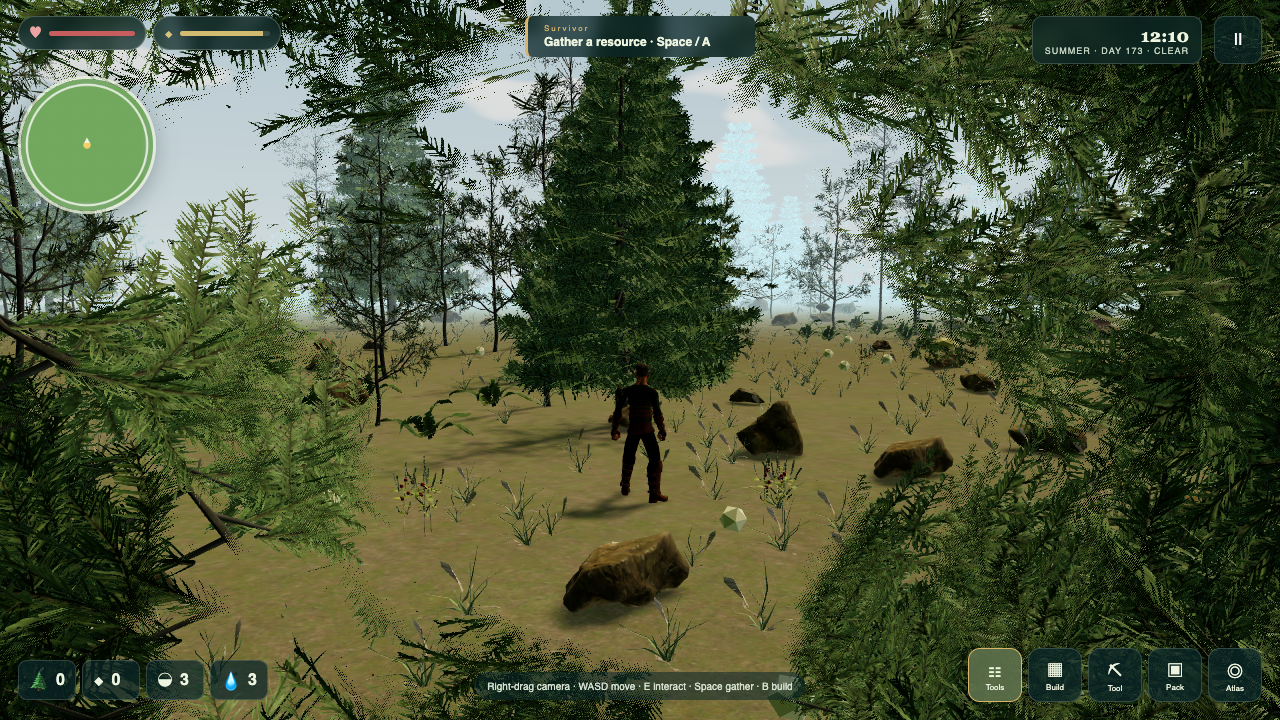 Survivor
Gather a resource · Space / A
12:10
SUMMER · DAY 173 · CLEAR
0
0
3
3
Right-drag camera · WASD move · E interact · Space gather · B build
Tools
Build
Tool
Pack
Atlas